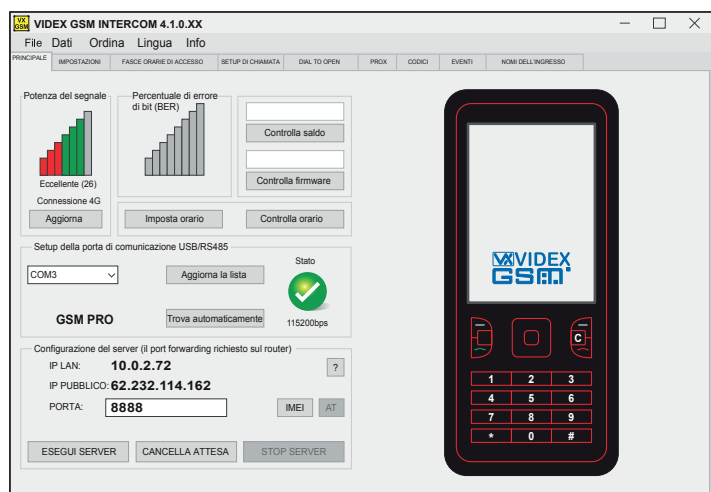 VX GSM VIDEX GSM INTERCOM 4.1.0.XX
File Dati Ordina Lingua Info
PRINCIPALE IMPOSTAZIONI FASCE ORARIE DI ACCESSO SETUP DI CHIAMATA DIAL TO OPEN PROX CODICI EVENTI NOMI DELL'INGRESSO
Potenza del segnale
Eccellente (26)
Connessione 4G
Aggiorna
Percentuale di errore
di bit (BER)
Controlla saldo
Controlla firmware
Imposta orario
Controlla orario
Setup della porta di comunicazione USB/RS485
COM3
Aggiorna la lista
Stato
GSM PRO
Trova automaticamente
115200bps
Configurazione del server (il port forwarding richiesto sul router)
IP LAN: 10.0.2.72
?
IP PUBBLICO: 62.232.114.162
PORTA: 8888
IMEI
AT
ESEGUI SERVER
CANCELLA ATTESA
STOP SERVER
VX VIDEX
GSM
C
1 2 3
4 5 6
7 8 9
* 0 #